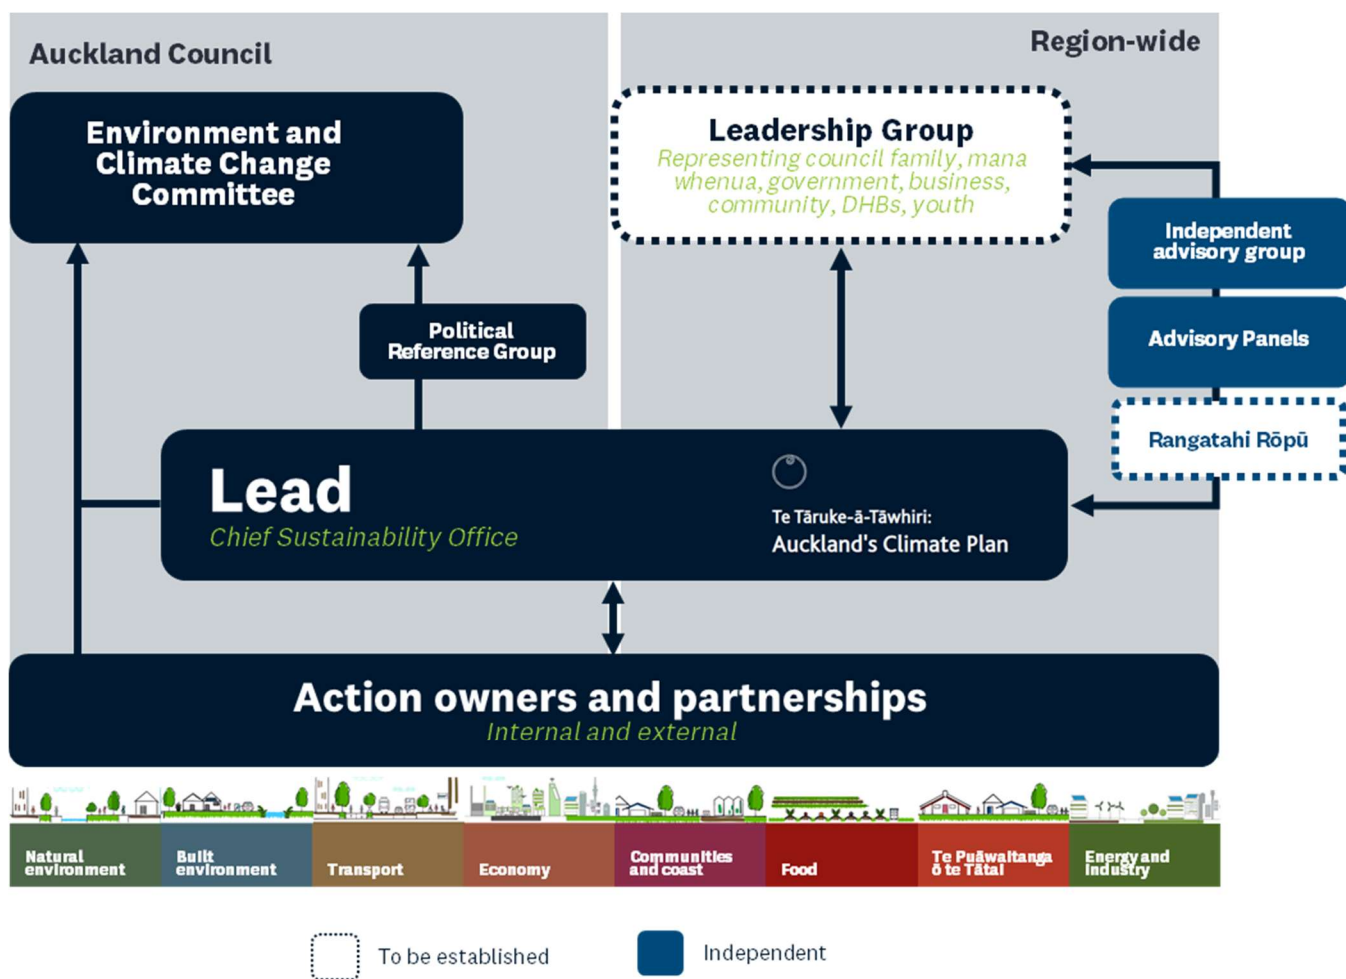 Auckland Council
Region-wide
Environment and
Climate Change
Committee
Leadership Group
Representing council family, mana
whenua, government, business,
community, DHBs, youth
Independent
advisory group
Political
Reference Group
Advisory Panels
Rangatahi Rōpū
Lead
Chief Sustainability Office
Te Tāruke-ā-Tāwhiri:
Auckland's Climate Plan
Action owners and partnerships
Internal and external
Natural
environment
Built
environment
Transport
Economy
Communities
and coast
Food
Te Puāwaitanga
ō te Tātai
Energy and
industry
To be established
Independent